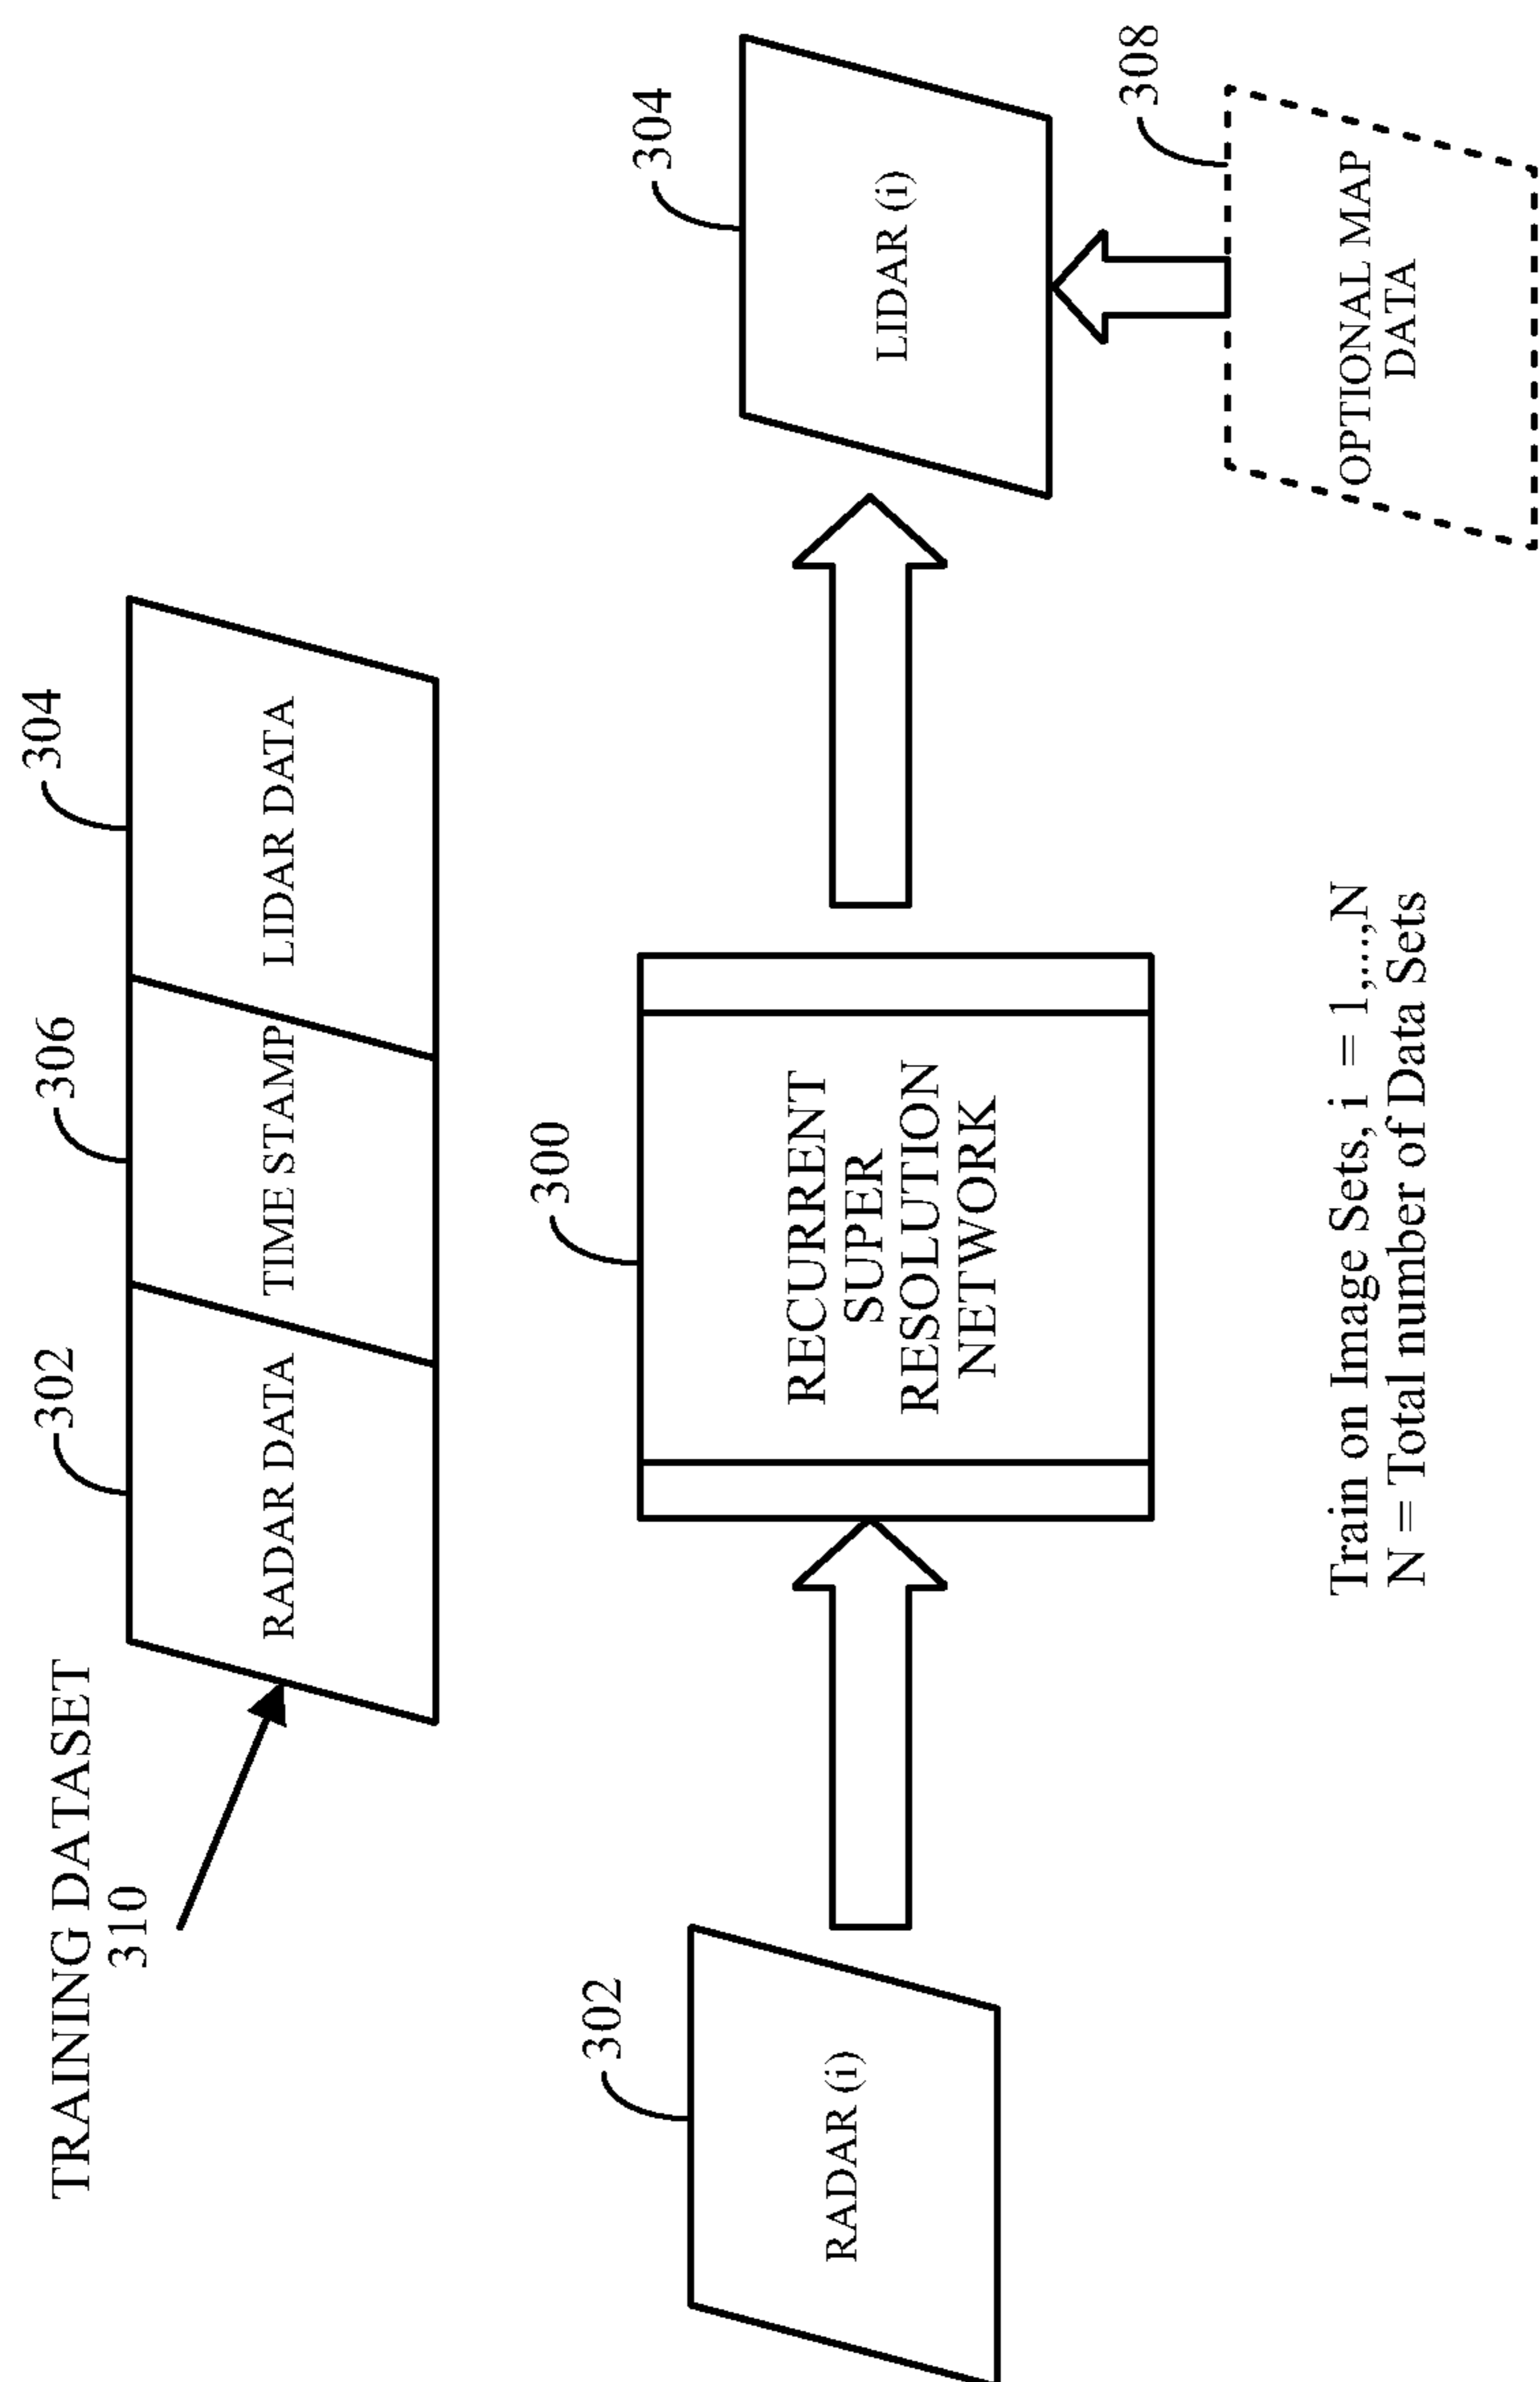 TRAINING DATASET
310
302
306
304
RADAR DATA
TIME STAMP
LIDAR DATA
302
RADAR (i)
300
RECURRENT
SUPER
RESOLUTION
NETWORK
304
LIDAR (i)
308
OPTIONAL MAP
DATA
Train on Image Sets, i = 1,...,N
N = Total number of Data Sets